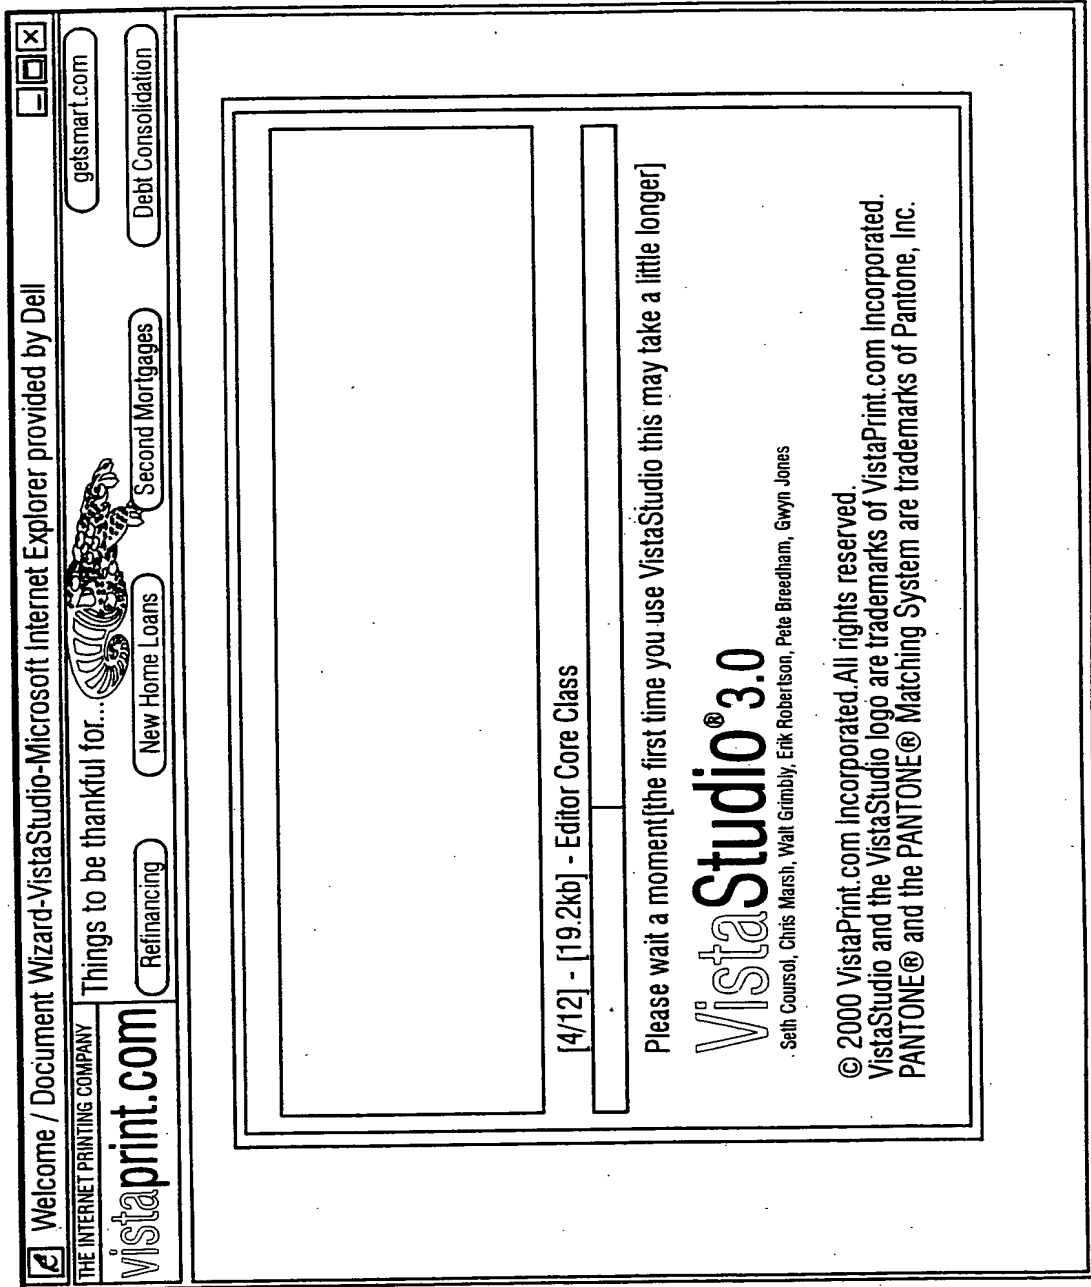 Welcome / Document Wizard-VistaStudio-Microsoft Internet Explorer provided by Dell
THE INTERNET PRINTING COMPANY
vistaprint.com
Things to be thankful for...
getsmart.com
Refinancing
New Home Loans
Second Mortgages
Debt Consolidation
[4/12] - [19.2kb] - Editor Core Class
Please wait a moment[the first time you use VistaStudio this may take a little longer]
VistaStudio® 3.0
Seth Coursol, Chris Marsh, Walt Grimbly, Erik Robertson, Pete Breedham, Gwyn Jones
© 2000 VistaPrint.com Incorporated.All rights reserved.
VistaStudio and the VistaStudio logo are trademarks of VistaPrint.com Incorporated.
PANTONE® and the PANTONE® Matching System are trademarks of Pantone, Inc.